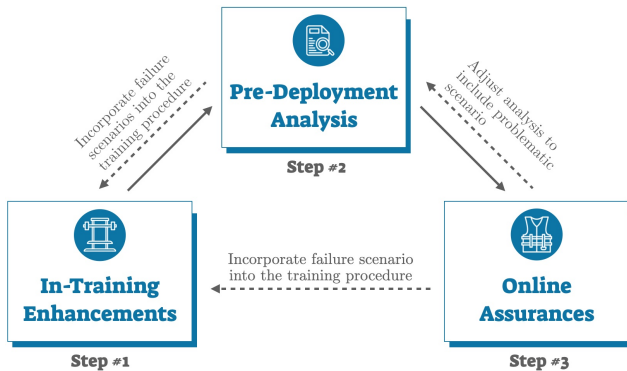 Pre-Deployment
Analysis
Step #2
Incorporate failure
scenarios into the
training procedure
Adjust analysis to
include problematic
scenario
In-Training
Enhancements
Step #1
Incorporate failure scenario
into the training procedure
Online
Assurances
Step #3